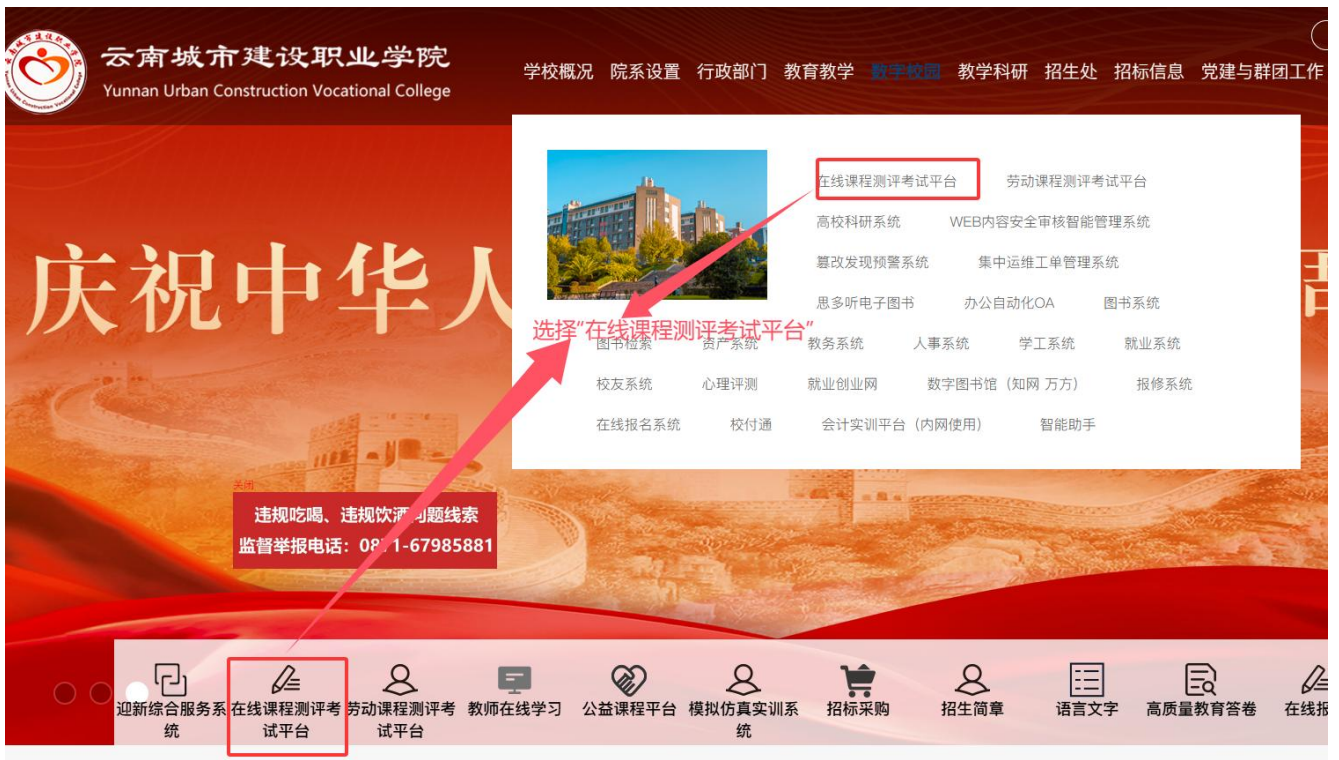 云南城市建设职业学院
Yunnan Urban Construction Vocational College
学校概况 院系设置 行政部门 教育教学 数字校园 教学科研 招生处 招标信息 党建与群团工作
在线课程测评考试平台 劳动课程测评考试平台
高校科研系统 WEB内容安全审核智能管理系统
篡改发现预警系统 集中运维工单管理系统
思多听电子图书 办公自动化OA 图书系统
选择“在线课程测评考试平台”
图书检索 资产系统 教务系统 人事系统 学工系统 就业系统
校友系统 心理评测 就业创业网 数字图书馆（知网 万方） 报修系统
在线报名系统 校付通 会计实训平台（内网使用） 智能助手
庆祝中华人
关闭
违规吃喝、违规饮酒问题线索
监督举报电话：0871-67985881
迎新综合服务系统
在线课程测评考试平台
劳动课程测评考试平台
教师在线学习
公益课程平台
模拟仿真实训系统
招标采购
招生简章
语言文字
高质量教育答卷
在线报